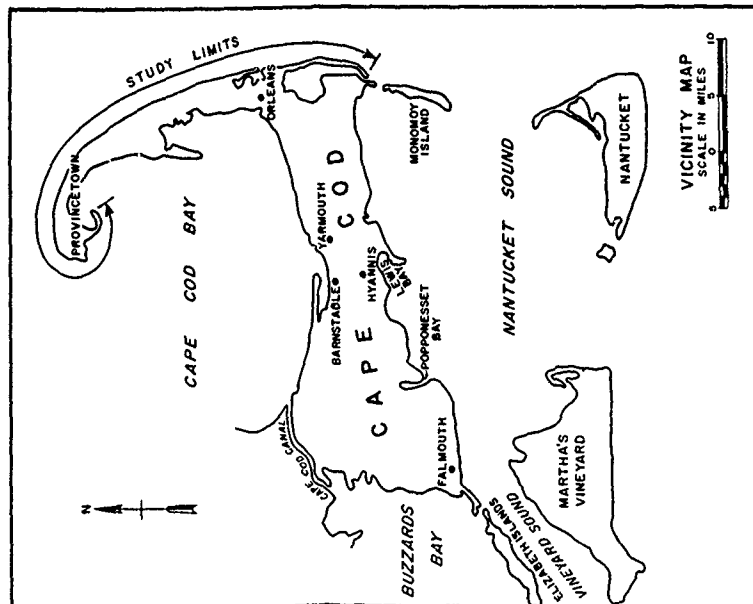 STUDY LIMITS
PROVINCETOWN
ORLEANS
CAPE COD BAY
YARMOUTH
BARNSTABLE
HYANNIS
LEWIS
BAY
CAPE COD
MONOMOY
ISLAND
POPPONESSET
BAY
CAPE COD CANAL
FALMOUTH
BUZZARDS
BAY
ELIZABETH ISLANDS
VINEYARD SOUND
MARTHA'S
VINEYARD
NANTUCKET SOUND
NANTUCKET
N
VICINITY MAP
SCALE IN MILES
5 0 5 10